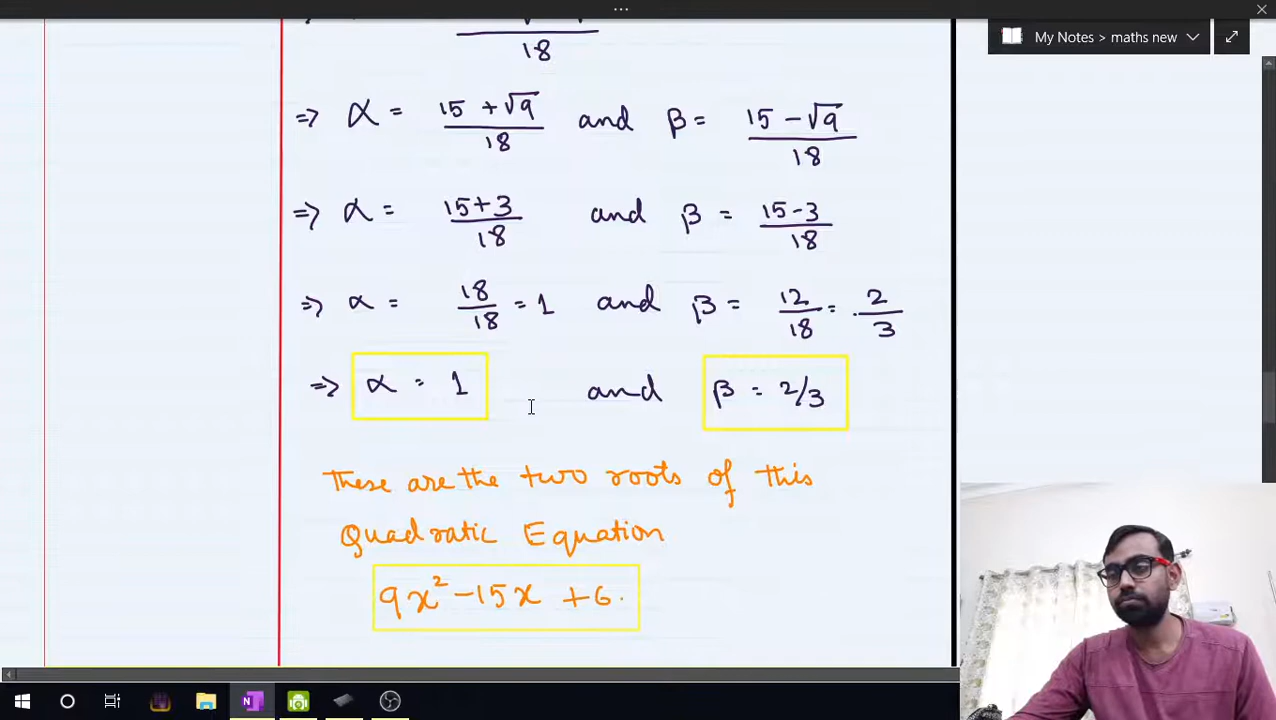 My Notes > maths new
18
=> α = 15 + √9 / 18 and β = 15 - √9 / 18
=> α = 15+3 / 18 and β = 15-3 / 18
=> α = 18 / 18 = 1 and β = 12 / 18 = 2 / 3
=> α = 1 and β = 2/3
These are the two roots of this
Quadratic Equation
9x² -15x +6.